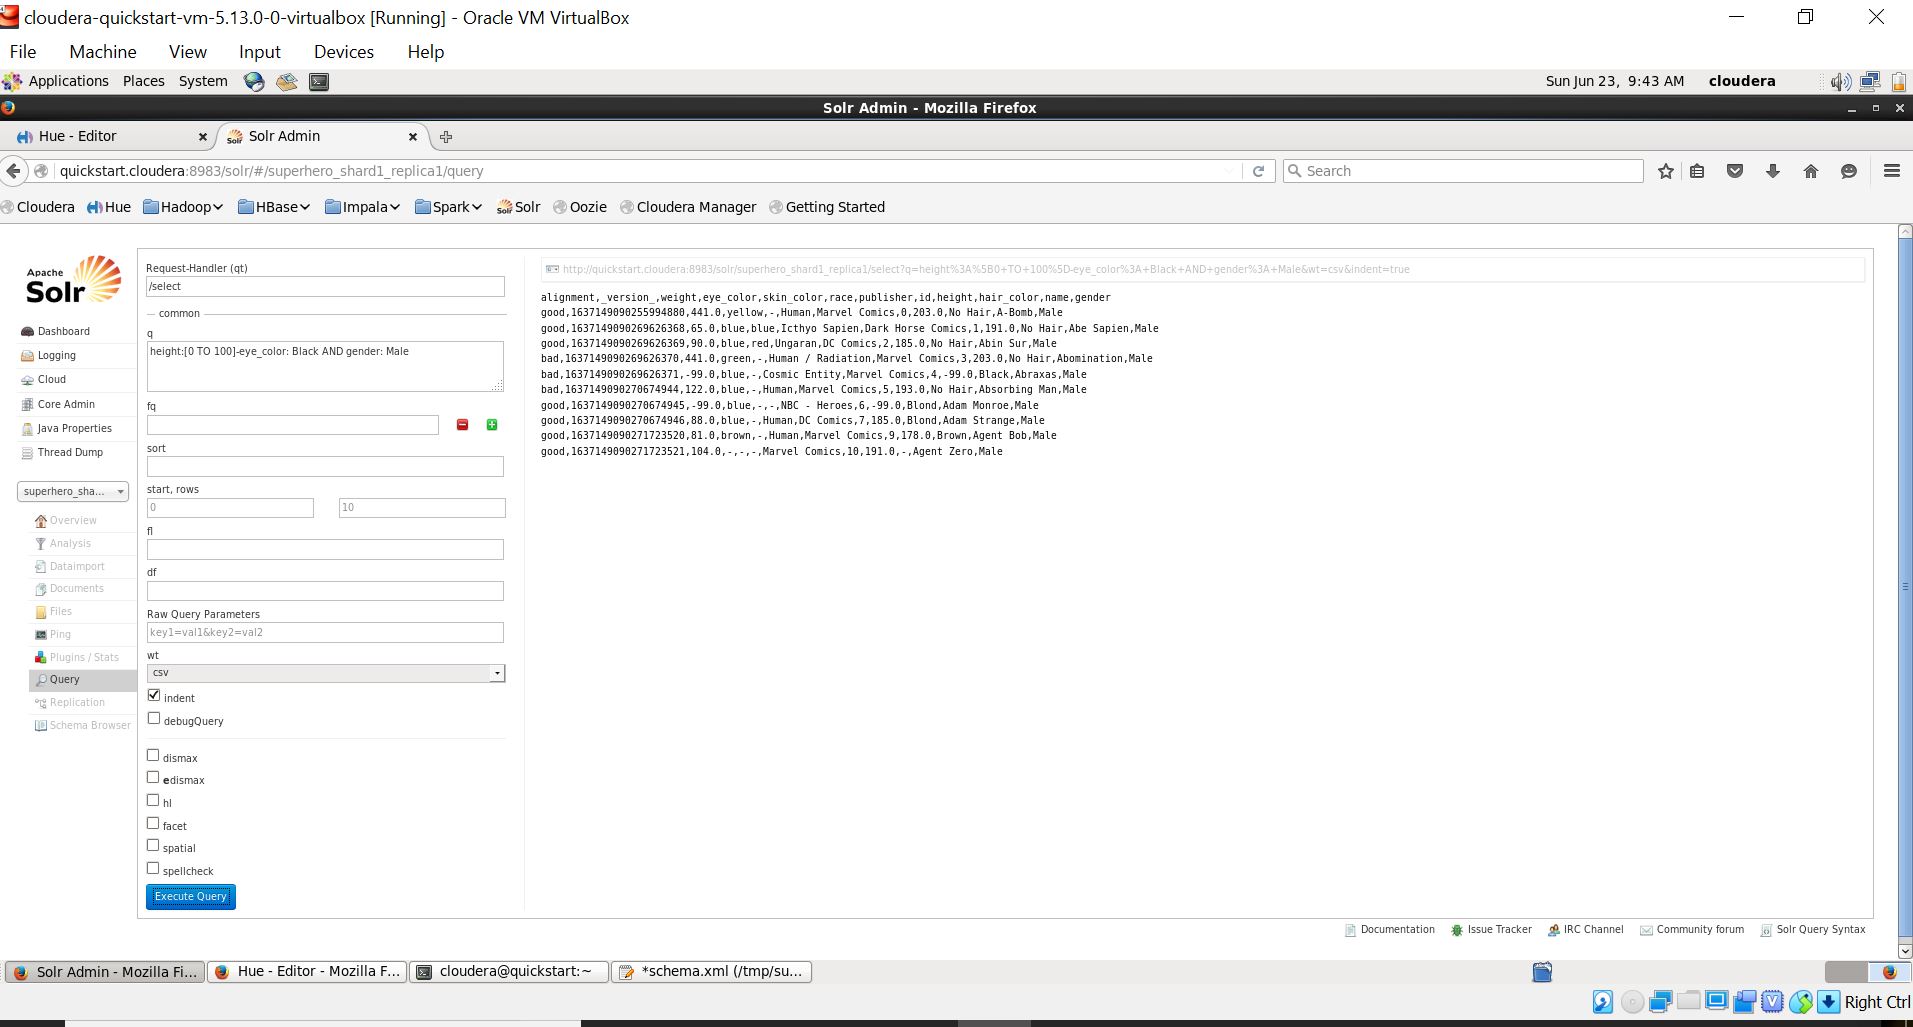 cloudera-quickstart-vm-5.13.0-0-virtualbox [Running] - Oracle VM VirtualBox
File Machine View Input Devices Help
Applications Places System Sun Jun 23, 9:43 AM cloudera
Solr Admin - Mozilla Firefox
Hue - Editor Solr Admin
quickstart.cloudera:8983/solr/#/superhero_shard1_replica1/query Search
Cloudera Hue Hadoop HBase Impala Spark Solr Oozie Cloudera Manager Getting Started
Apache
Solr
Dashboard
Logging
Cloud
Core Admin
Java Properties
Thread Dump
superhero_sha...
Overview
Analysis
Dataimport
Documents
Files
Ping
Plugins / Stats
Query
Replication
Schema Browser
Request-Handler (qt)
/select
common
q
height:[0 TO 100]-eye_color: Black AND gender: Male
fq
sort
start, rows
0 10
fl
df
Raw Query Parameters
key1=val1&key2=val2
wt
csv
indent
debugQuery
dismax
edismax
hl
facet
spatial
spellcheck
Execute Query
http://quickstart.cloudera:8983/solr/superhero_shard1_replica1/select?q=height%3A%5B0+TO+100%5D-eye_color%3A+Black+AND+gender%3A+Male&wt=csv&indent=true
alignment,_version_,weight,eye_color,skin_color,race,publisher,id,height,hair_color,name,gender
good,1637149090255994880,441.0,yellow,-,Human,Marvel Comics,0,203.0,No Hair,A-Bomb,Male
good,1637149090269626368,65.0,blue,blue,Icthyo Sapien,Dark Horse Comics,1,191.0,No Hair,Abe Sapien,Male
good,1637149090269626369,90.0,blue,red,Ungaran,DC Comics,2,185.0,No Hair,Abin Sur,Male
bad,1637149090269626370,441.0,green,-,Human / Radiation,Marvel Comics,3,203.0,No Hair,Abomination,Male
bad,1637149090269626371,-99.0,blue,-,Cosmic Entity,Marvel Comics,4,-99.0,Black,Abraxas,Male
bad,1637149090270674944,122.0,blue,-,Human,Marvel Comics,5,193.0,No Hair,Absorbing Man,Male
good,1637149090270674945,-99.0,blue,-,-,NBC - Heroes,6,-99.0,Blond,Adam Monroe,Male
good,1637149090270674946,88.0,blue,-,Human,DC Comics,7,185.0,Blond,Adam Strange,Male
good,1637149090271723520,81.0,brown,-,Human,Marvel Comics,9,178.0,Brown,Agent Bob,Male
good,1637149090271723521,104.0,-,-,-,Marvel Comics,10,191.0,-,Agent Zero,Male
Documentation Issue Tracker IRC Channel Community forum Solr Query Syntax
Solr Admin - Mozilla Fi... Hue - Editor - Mozilla F... cloudera@quickstart:~ *schema.xml (/tmp/su...
Right Ctrl